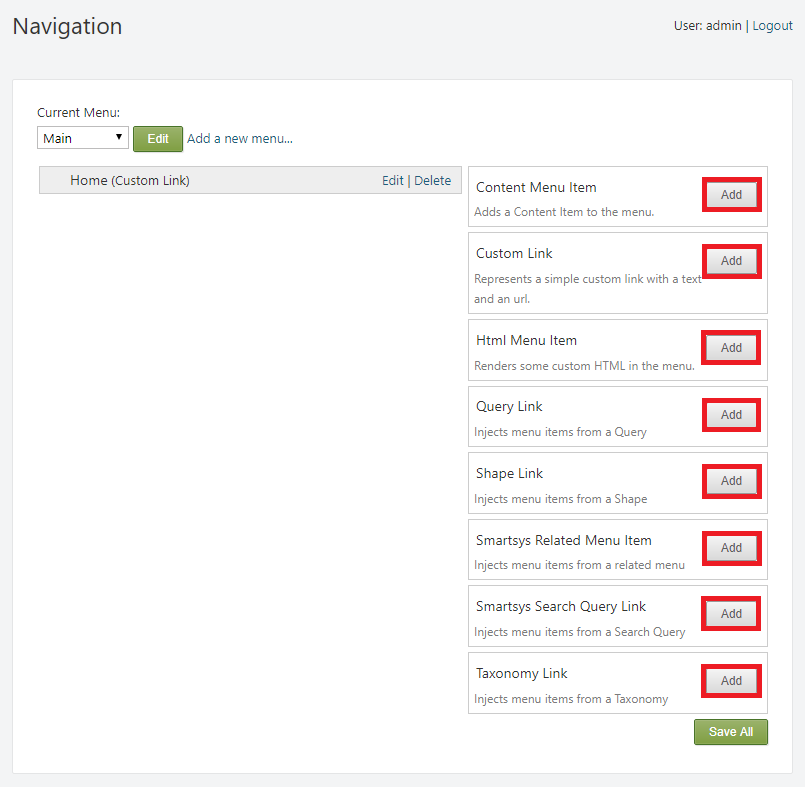 Navigation
User: admin | Logout
Current Menu:
Main Edit Add a new menu...
Home (Custom Link) Edit | Delete
Content Menu Item
Adds a Content Item to the menu.
Add
Custom Link
Represents a simple custom link with a text
and an url.
Add
Html Menu Item
Renders some custom HTML in the menu.
Add
Query Link
Injects menu items from a Query
Add
Shape Link
Injects menu items from a Shape
Add
Smartsys Related Menu Item
Injects menu items from a related menu
Add
Smartsys Search Query Link
Injects menu items from a Search Query
Add
Taxonomy Link
Injects menu items from a Taxonomy
Add
Save All